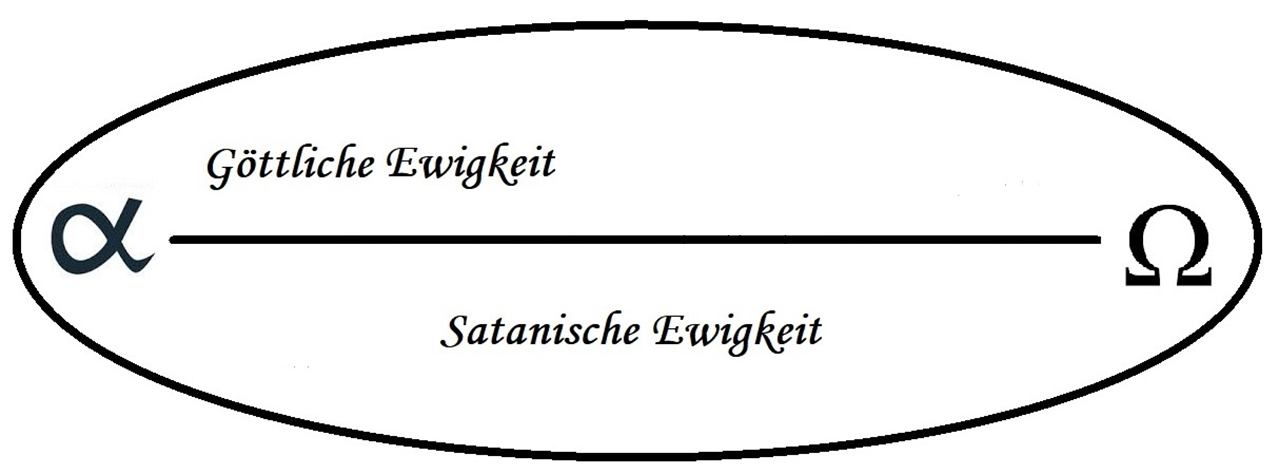 Göttliche Ewigkeit
α Ω
Satanische Ewigkeit